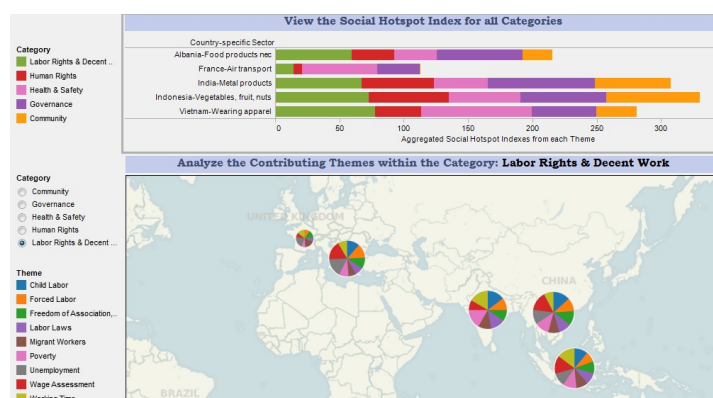 View the Social Hotspot Index for all Categories
Category
Labor Rights & Decent ..
Human Rights
Health & Safety
Governance
Community
Country-specific Sector
Albania-Food products nec
France-Air transport
India-Metal products
Indonesia-Vegetables, fruit, nuts
Vietnam-Wearing apparel
0 50 100 150 200 250 300
Aggregated Social Hotspot Indexes from each Theme
Analyze the Contributing Themes within the Category: Labor Rights & Decent Work
Category
Community
Governance
Health & Safety
Human Rights
Labor Rights & Decent ...
Theme
Child Labor
Forced Labor
Freedom of Association,..
Labor Laws
Migrant Workers
Poverty
Unemployment
Wage Assessment
Working Time
UNITED KINGDOM
CHINA
BRAZIL